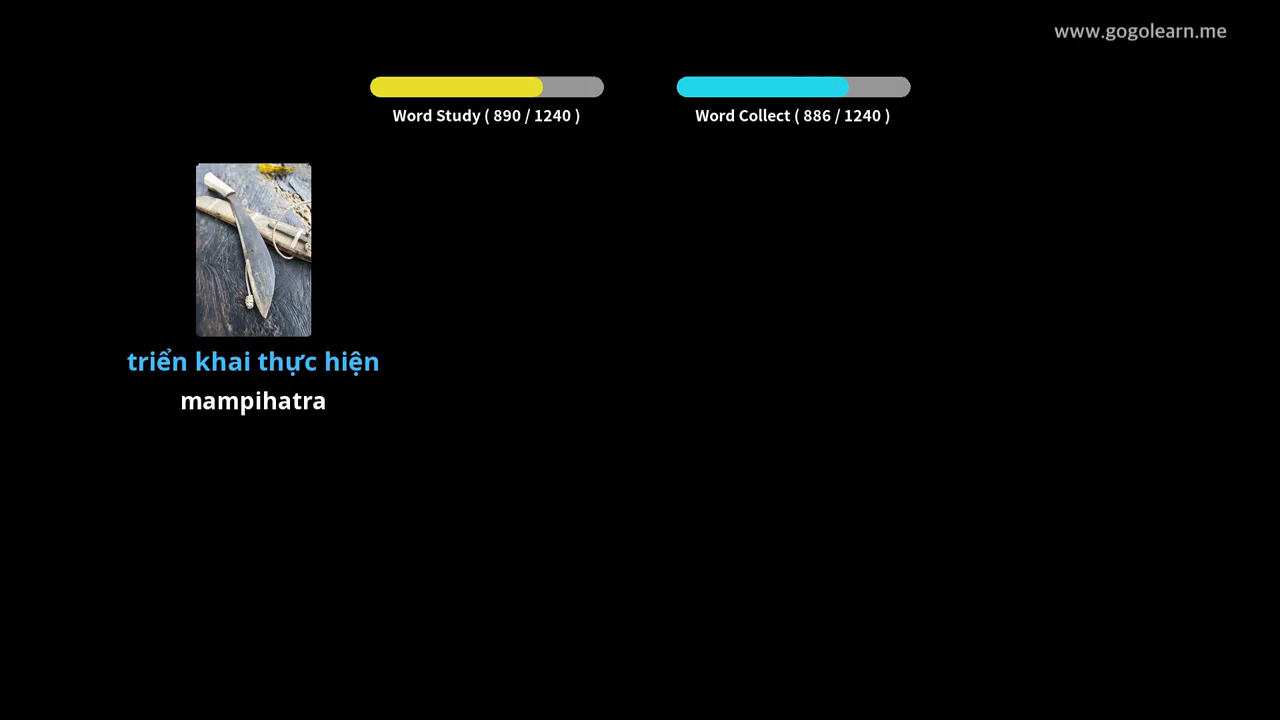 www.gogolearn.me
Word Study ( 890 / 1240 )
Word Collect ( 886 / 1240 )
triển khai thực hiện
mampihatra